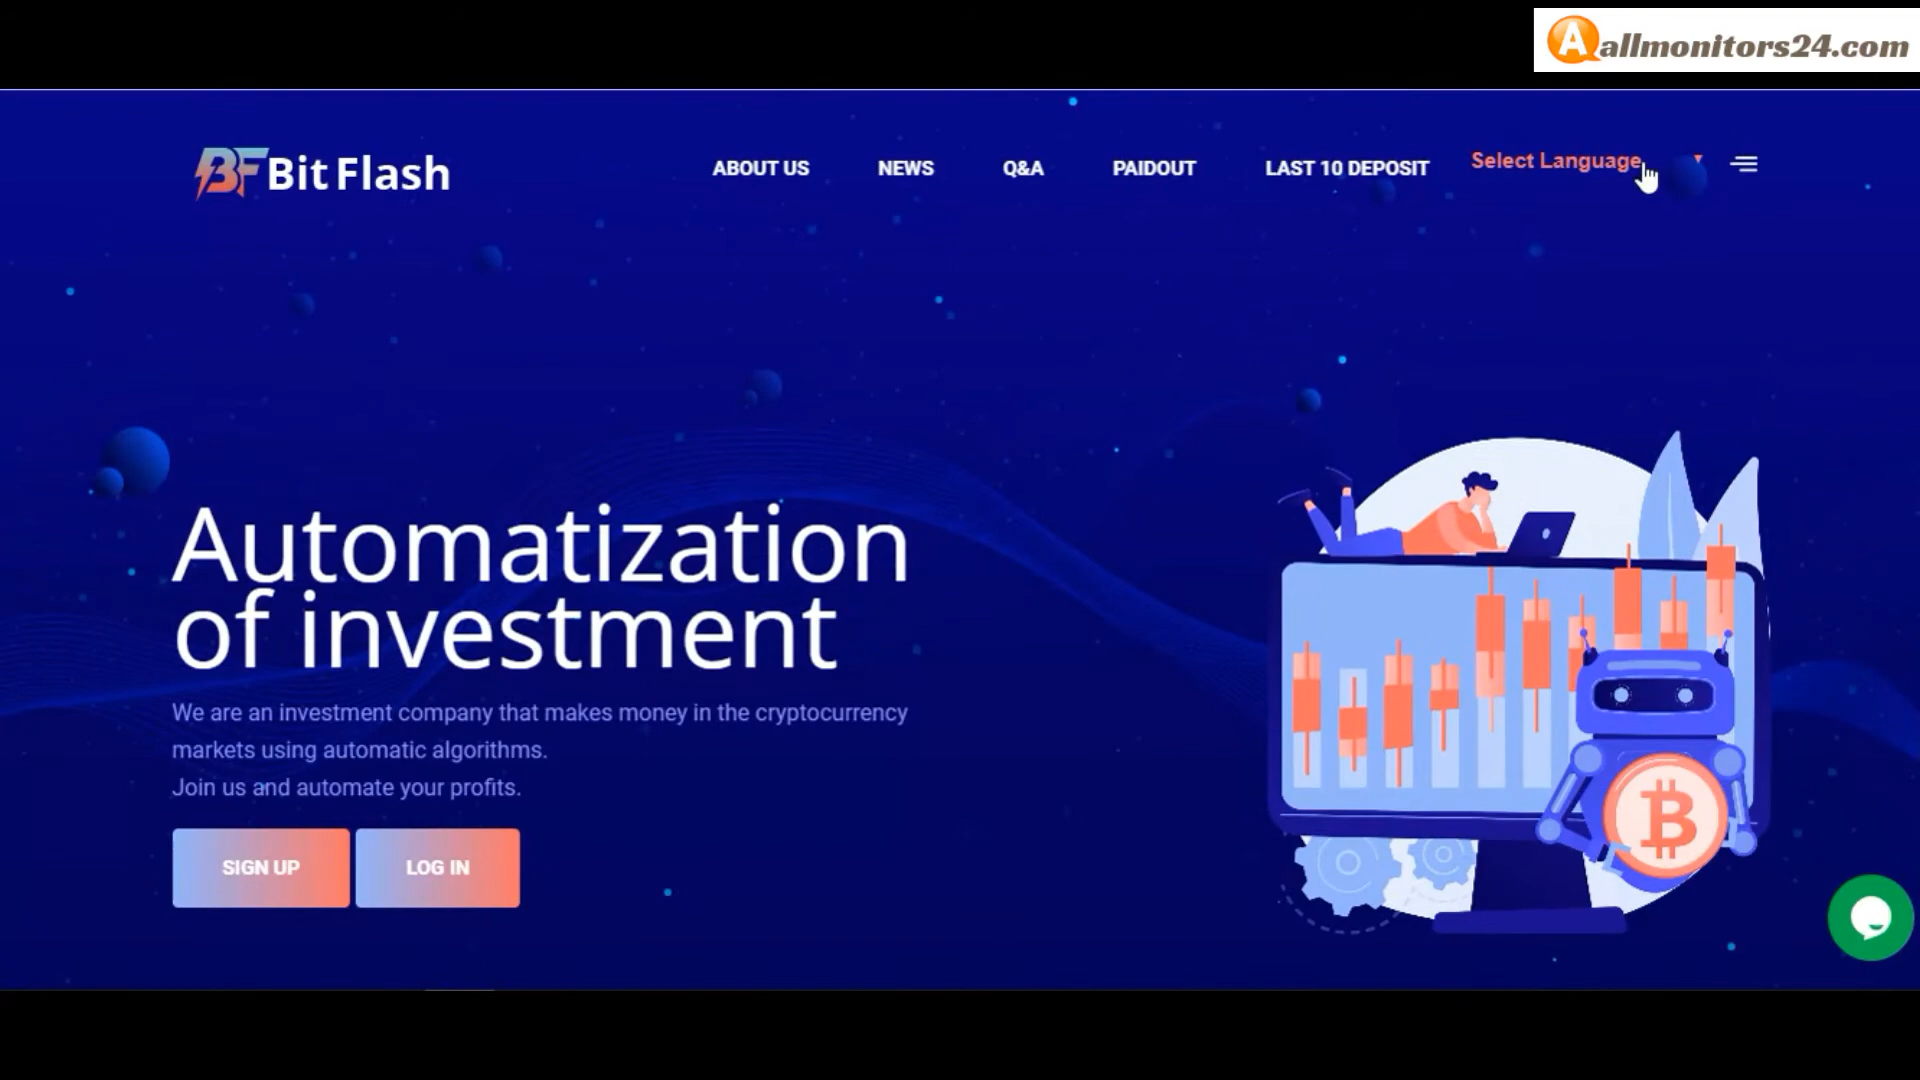 allmonitors24.com
BF Bit Flash
ABOUT US
NEWS
Q&A
PAIDOUT
LAST 10 DEPOSIT
Select Language
Automatization
of investment
We are an investment company that makes money in the cryptocurrency
markets using automatic algorithms.
Join us and automate your profits.
SIGN UP
LOG IN